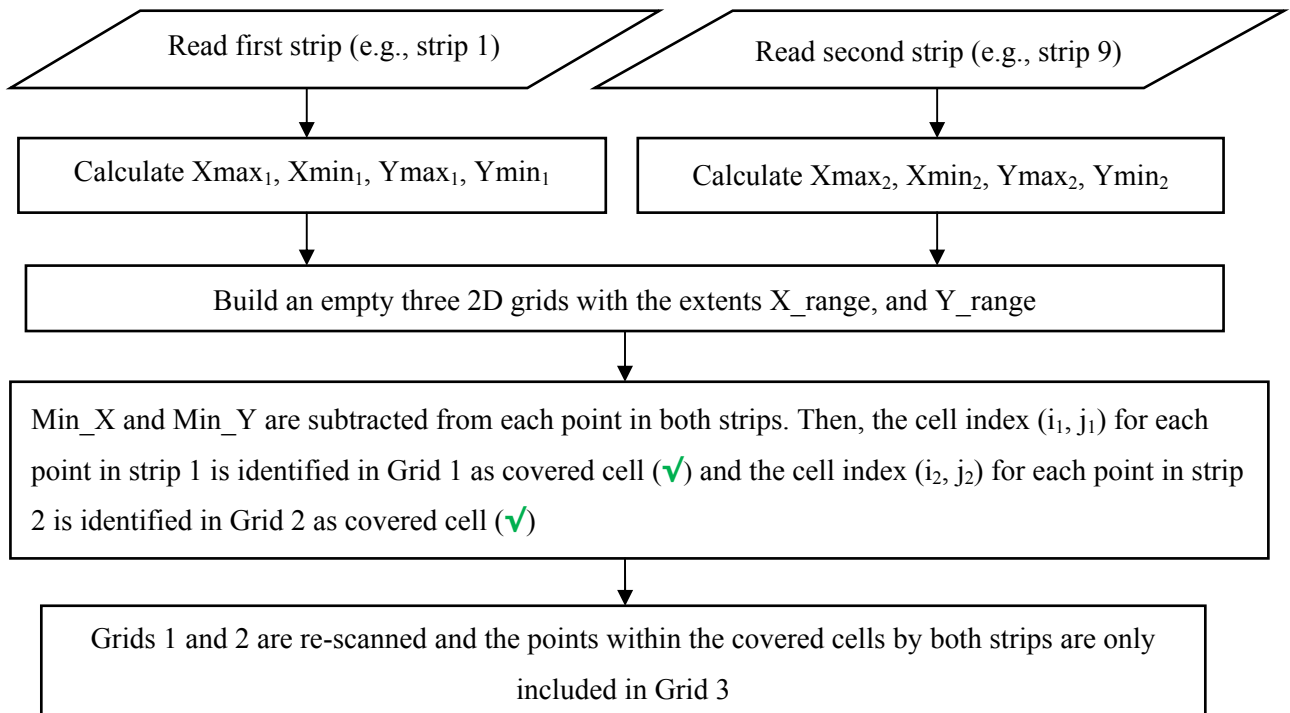 Read first strip (e.g., strip 1)
Read second strip (e.g., strip 9)
Calculate Xmax₁, Xmin₁, Ymax₁, Ymin₁
Calculate Xmax₂, Xmin₂, Ymax₂, Ymin₂
Build an empty three 2D grids with the extents X_range, and Y_range
Min_X and Min_Y are subtracted from each point in both strips. Then, the cell index (i₁, j₁) for each
point in strip 1 is identified in Grid 1 as covered cell (√) and the cell index (i₂, j₂) for each point in strip
2 is identified in Grid 2 as covered cell (√)
Grids 1 and 2 are re-scanned and the points within the covered cells by both strips are only
included in Grid 3